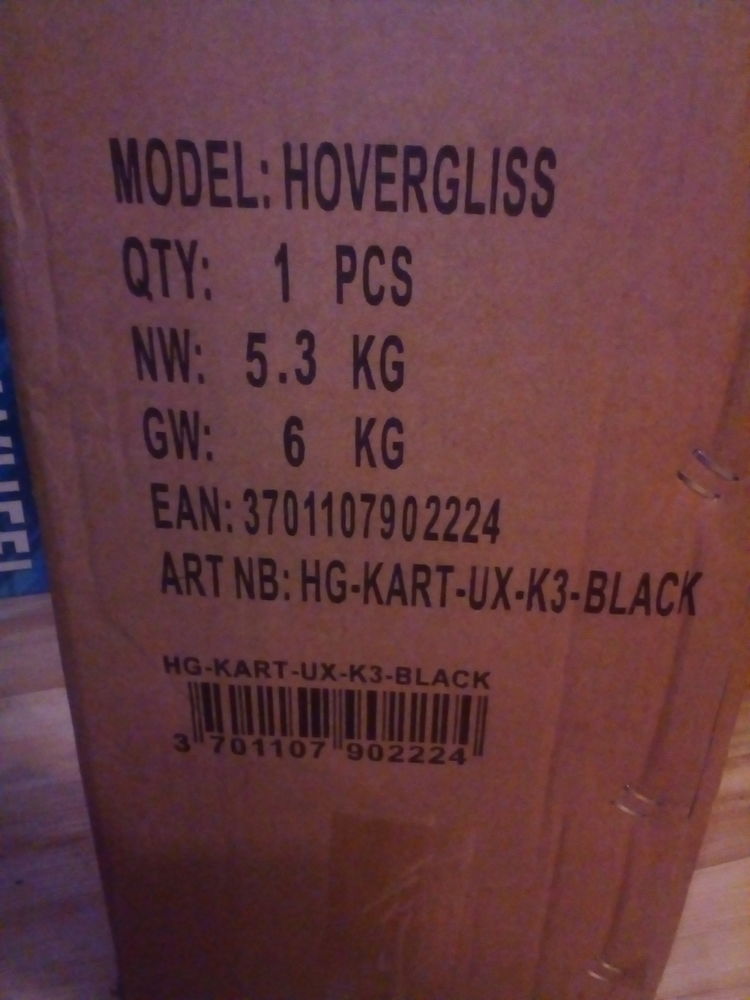 MODEL: HOVERGLISS
QTY: 1 PCS
NW: 5.3 KG
GW: 6 KG
EAN: 3701107902224
ART NB: HG-KART-UX-K3-BLACK
HG-KART-UX-K3-BLACK
3 701107 902224